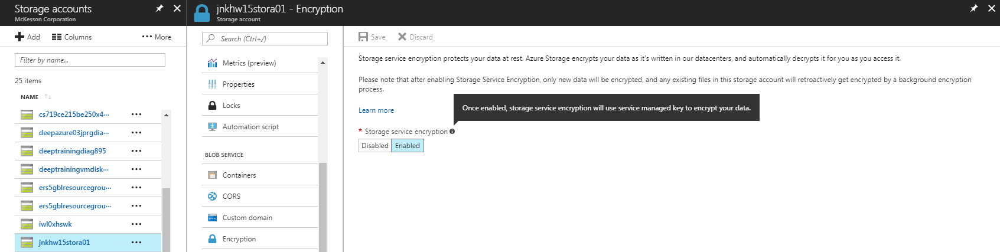 Storage accounts
McKesson Corporation
Add
Columns
••• More
Filter by name...
25 items
NAME
cs719ce215be250x4···
deepazure03jprgdia···
deeptrainingdiag895
deeptrainingvmdisk···
ers5gblresourcegrou···
ers5gblresourcegrou···
iwl0xhswk
jnkhw15stora01
jnkhw15stora01 - Encryption
Storage account
Search (Ctrl+/)
Metrics (preview)
Properties
Locks
Automation script
BLOB SERVICE
Containers
CORS
Custom domain
Encryption
Save
Discard
Storage service encryption protects your data at rest. Azure Storage encrypts your data as it's written in our datacenters, and automatically decrypts it for you as you access it.
Please note that after enabling Storage Service Encryption, only new data will be encrypted, and any existing files in this storage account will retroactively get encrypted by a background encryption
process.
Once enabled, storage service encryption will use service managed key to encrypt your data.
Learn more
* Storage service encryption
Disabled Enabled